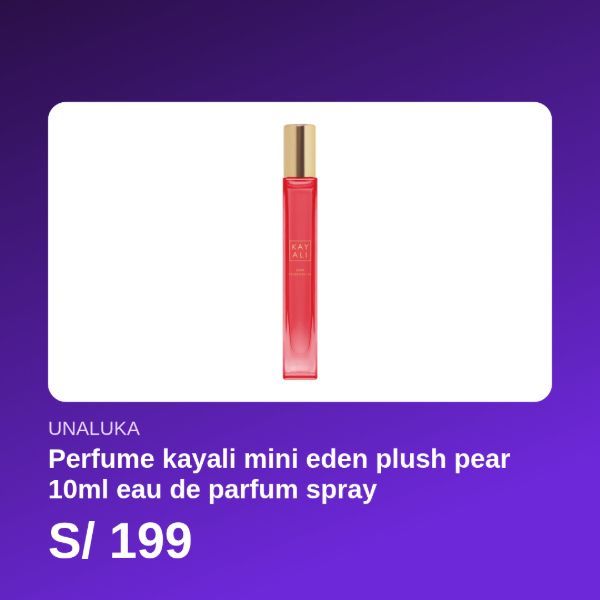 KAY
ALI
UNALUKA
Perfume kayali mini eden plush pear
10ml eau de parfum spray
S/ 199